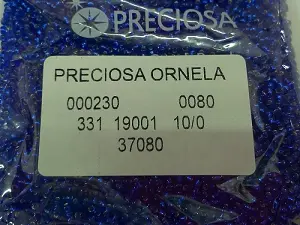 PRECIOSA
PRECIOSA ORNELA
000230 0080
331 19001 10/0
37080